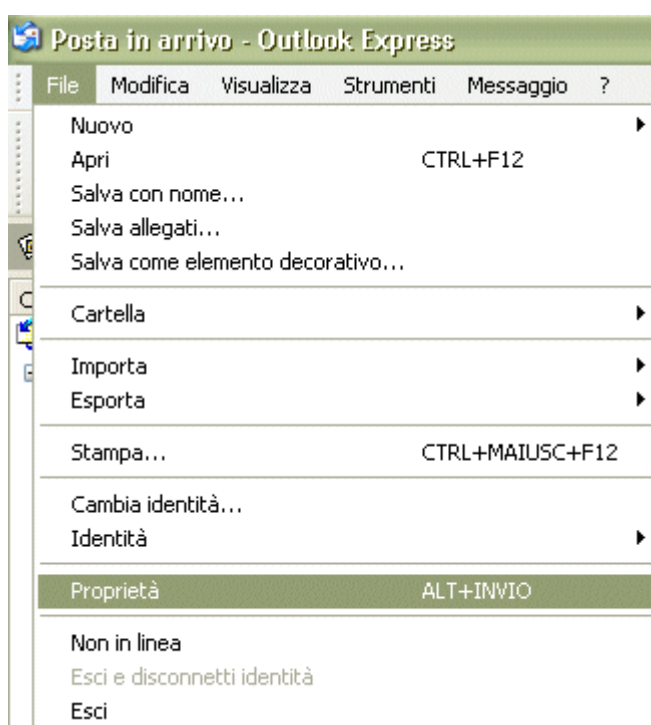 Posta in arrivo - Outlook Express
File Modifica Visualizza Strumenti Messaggio ?
Nuovo
Apri CTRL+F12
Salva con nome...
Salva allegati...
Salva come elemento decorativo...
Cartella
Importa
Esporta
Stampa... CTRL+MAIUSC+F12
Cambia identità...
Identità
Proprietà ALT+INVIO
Non in linea
Esci e disconnetti identità
Esci